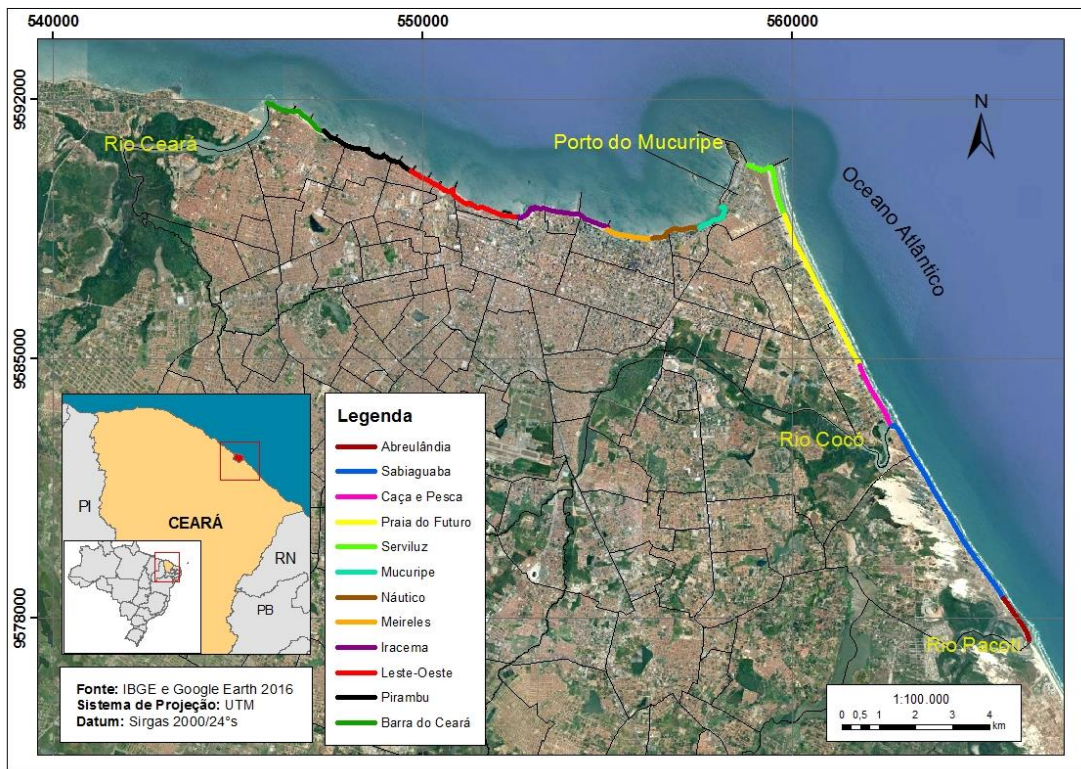 540000
550000
560000
9592000
9585000
9578000
N
Rio Ceará
Porto do Mucuripe
Oceano Atlântico
Rio Cocó
Rio Pacoti
PI
CEARÁ
RN
PB
Fonte: IBGE e Google Earth 2016
Sistema de Projeção: UTM
Datum: Sirgas 2000/24°s
Legenda
Abreulândia
Sabiaguaba
Caça e Pesca
Praia do Futuro
Serviluz
Mucuripe
Náutico
Meireles
Iracema
Leste-Oeste
Pirambu
Barra do Ceará
1:100.000
0 0,5 1 2 3 4
km